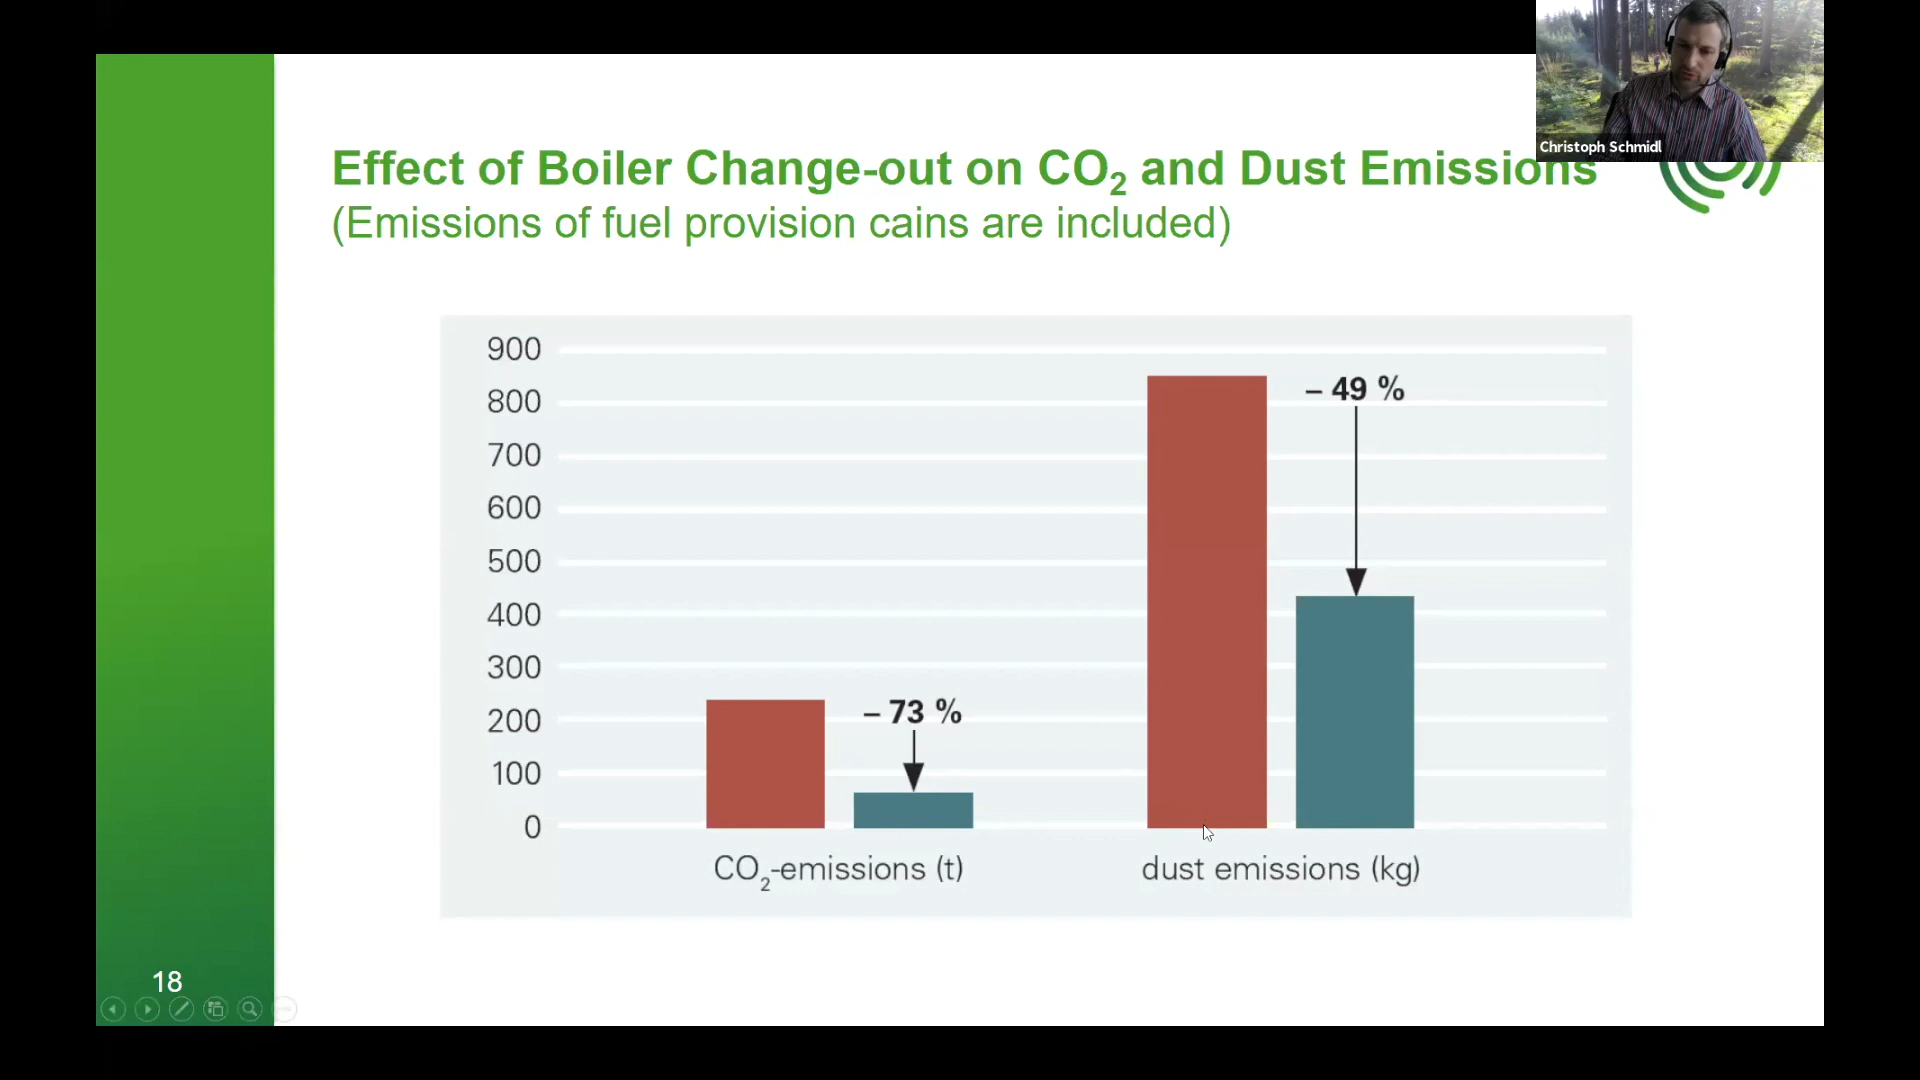 Christoph Schmidl
Effect of Boiler Change-out on CO₂ and Dust Emissions
(Emissions of fuel provision cains are included)
900
800
700
600
500
400
300
200
100
0
– 73 %
– 49 %
CO₂-emissions (t)
dust emissions (kg)
18